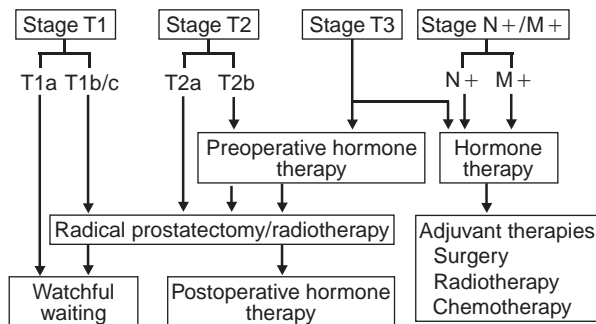 Stage T1
Stage T2
Stage T3
Stage N+/M+
T1a T1b/c
T2a T2b
N+ M+
Preoperative hormone
therapy
Hormone
therapy
Radical prostatectomy/radiotherapy
Adjuvant therapies
Surgery
Radiotherapy
Chemotherapy
Watchful
waiting
Postoperative hormone
therapy